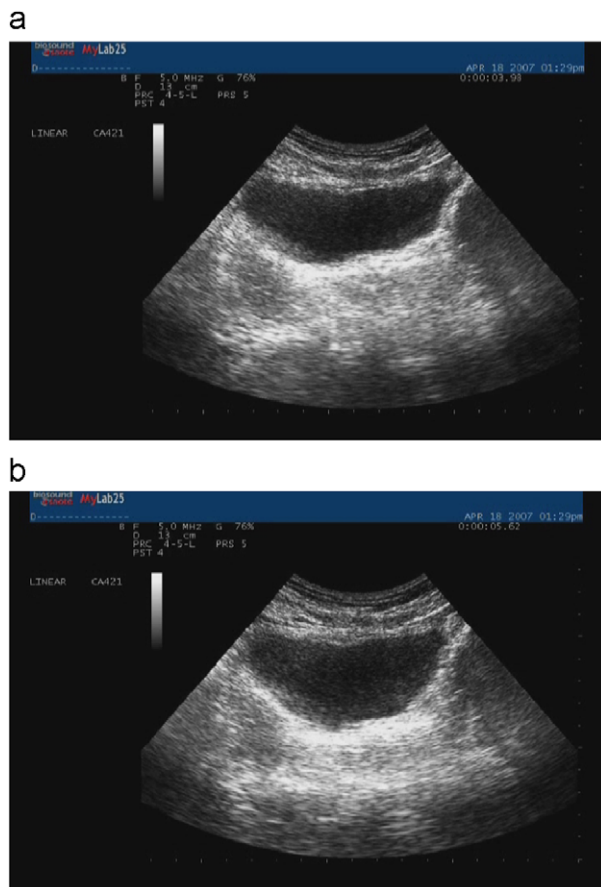 a
biosound
esaote MyLab25
D--------------- APR 18 2007 01:29pm
B F 5.0 MHz G 76% 0:00:03.98
D 13 cm
PRC 4-5-L PRS 5
PST 4
LINEAR CA421
b
biosound
esaote MyLab25
D--------------- APR 18 2007 01:29pm
B F 5.0 MHz G 76% 0:00:05.62
D 13 cm
PRC 4-5-L PRS 5
PST 4
LINEAR CA421